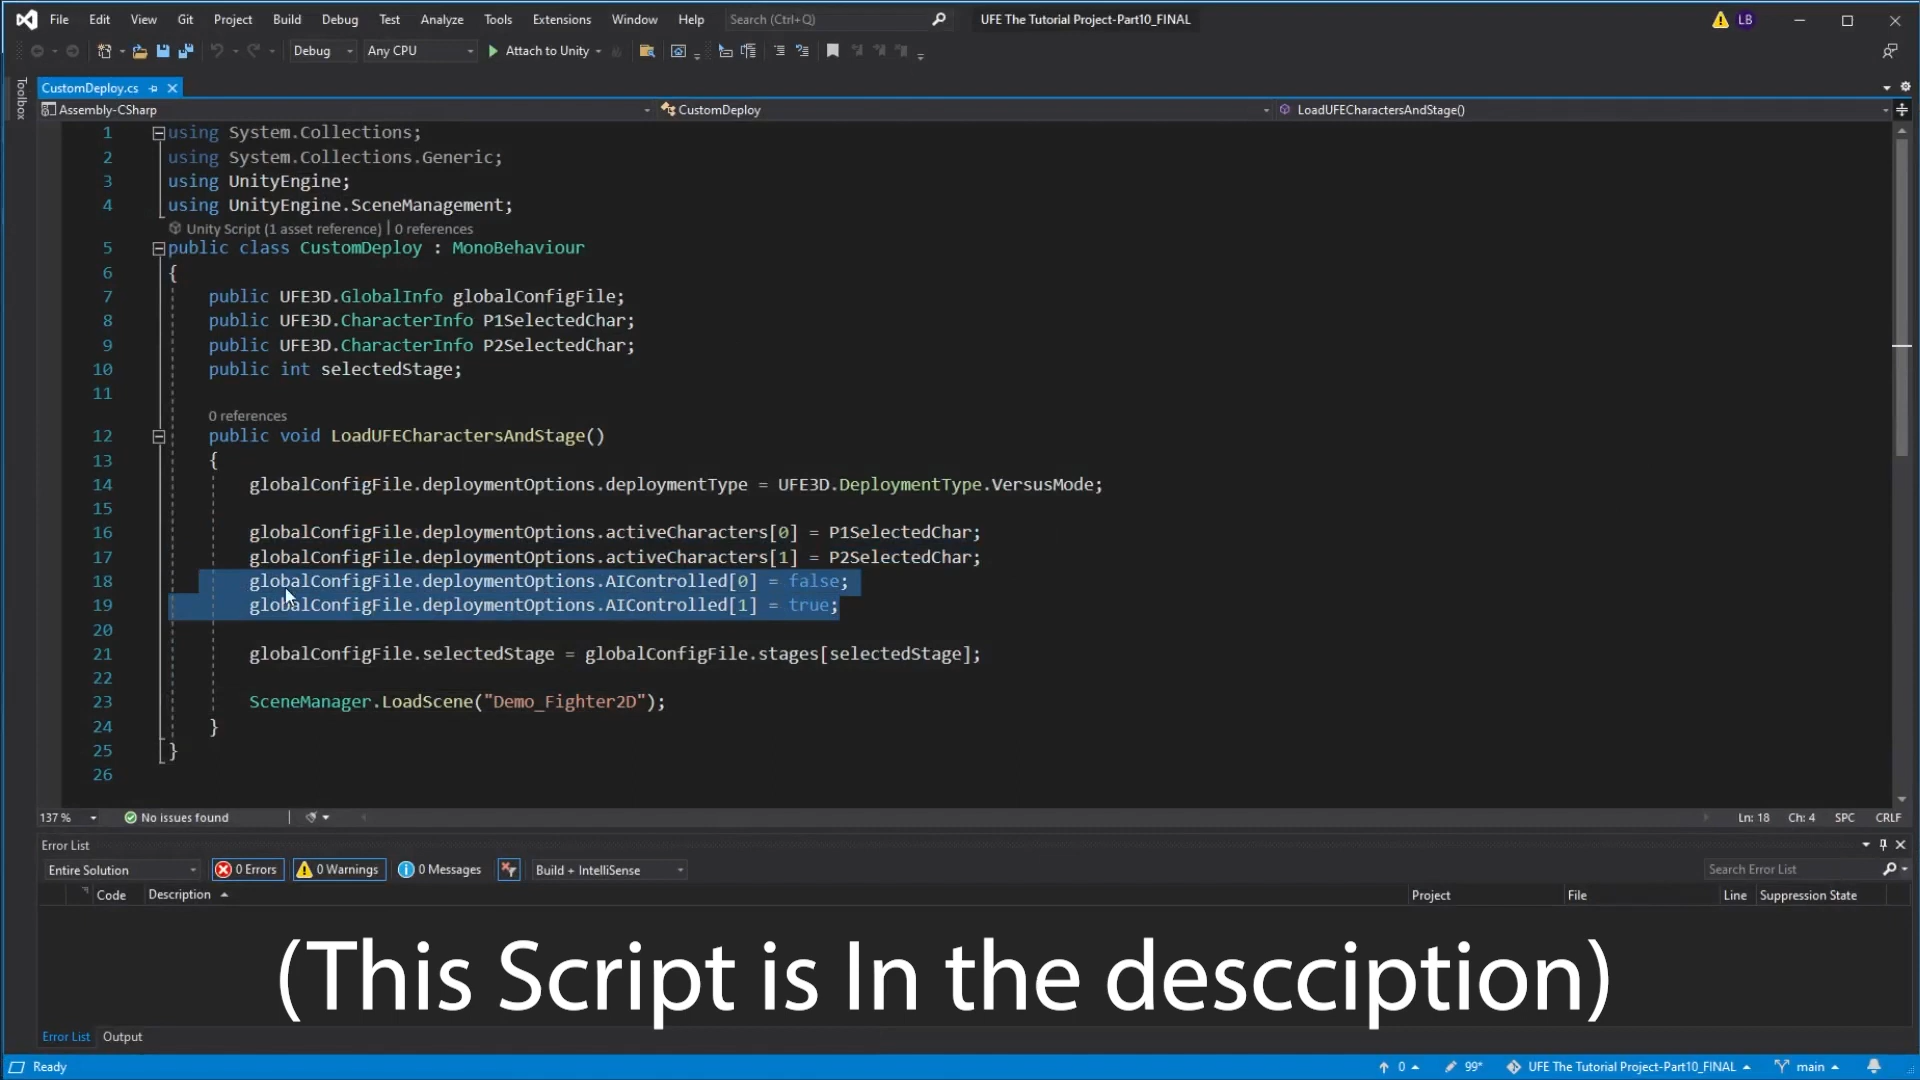 File Edit View Git Project Build Debug Test Analyze Tools Extensions Window Help Search (Ctrl+Q) UFE The Tutorial Project-Part10_FINAL LB
Debug Any CPU Attach to Unity
Toolbox
CustomDeploy.cs
Assembly-CSharp CustomDeploy LoadUFECharactersAndStage()
1 using System.Collections;
2 using System.Collections.Generic;
3 using UnityEngine;
4 using UnityEngine.SceneManagement;
Unity Script (1 asset reference) | 0 references
5 public class CustomDeploy : MonoBehaviour
6 {
7 public UFE3D.GlobalInfo globalConfigFile;
8 public UFE3D.CharacterInfo P1SelectedChar;
9 public UFE3D.CharacterInfo P2SelectedChar;
10 public int selectedStage;
11
0 references
12 public void LoadUFECharactersAndStage()
13 {
14 globalConfigFile.deploymentOptions.deploymentType = UFE3D.DeploymentType.VersusMode;
15
16 globalConfigFile.deploymentOptions.activeCharacters[0] = P1SelectedChar;
17 globalConfigFile.deploymentOptions.activeCharacters[1] = P2SelectedChar;
18 globalConfigFile.deploymentOptions.AIControlled[0] = false;
19 globalConfigFile.deploymentOptions.AIControlled[1] = true;
20
21 globalConfigFile.selectedStage = globalConfigFile.stages[selectedStage];
22
23 SceneManager.LoadScene("Demo_Fighter2D");
24 }
25 }
26
137 % No issues found Ln: 18 Ch: 4 SPC CRLF
Error List
Entire Solution 0 Errors 0 Warnings 0 Messages Build + IntelliSense Search Error List
Code Description Project File Line Suppression State
(This Script is In the descciption)
Error List Output
Ready 0 99* UFE The Tutorial Project-Part10_FINAL main